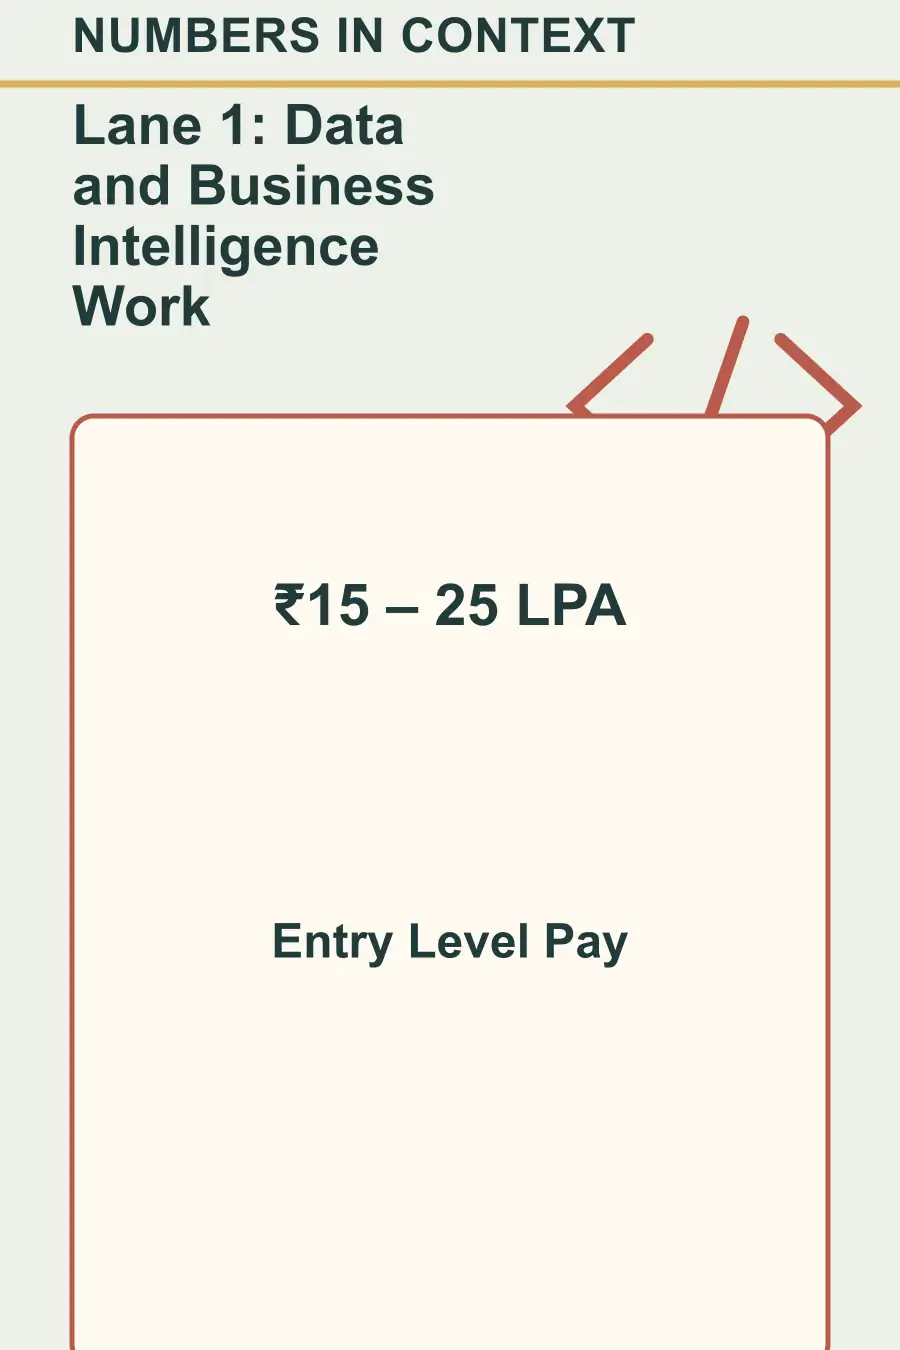 NUMBERS IN CONTEXT
Lane 1: Data
and Business
Intelligence
Work
₹15 – 25 LPA
Entry Level Pay